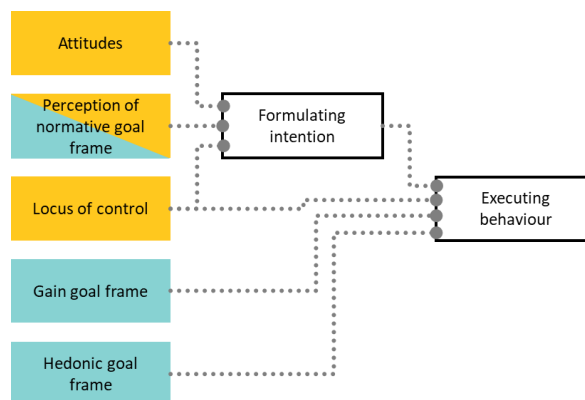 Attitudes
Perception of
normative goal
frame
Formulating
intention
Locus of control
Executing
behaviour
Gain goal frame
Hedonic goal
frame